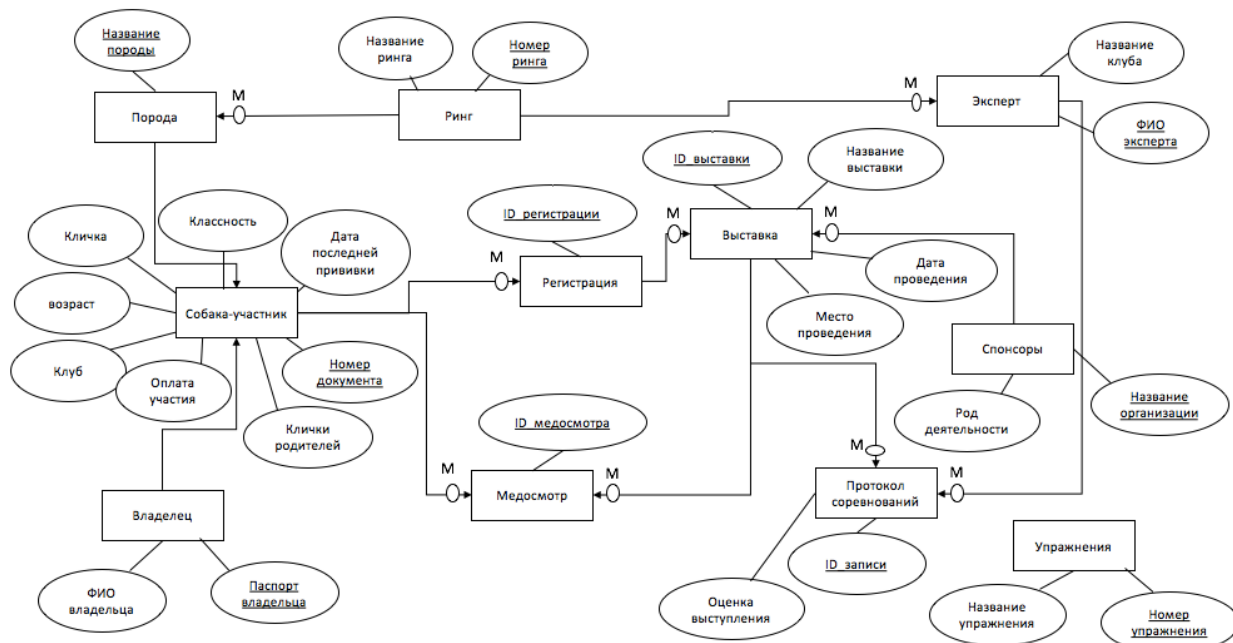 Название
породы
Название
ринга
Номер
ринга
Название
клуба
М
М
Порода
Ринг
Эксперт
ФИО
эксперта
ID_выставки
Название
выставки
Классность
ID_регистрации
Кличка
Дата
последней
прививки
М
М
М
Выставка
Дата
проведения
возраст
Регистрация
Собака-участник
Место
проведения
Спонсоры
Клуб
Оплата
участия
Номер
документа
Название
организации
Клички
родителей
ID_медосмотра
Род
деятельности
М
М
М
М
Медосмотр
Протокол
соревнований
Владелец
Упражнения
ID_записи
ФИО
владельца
Паспорт
владельца
Оценка
выступления
Название
упражнения
Номер
упражнения